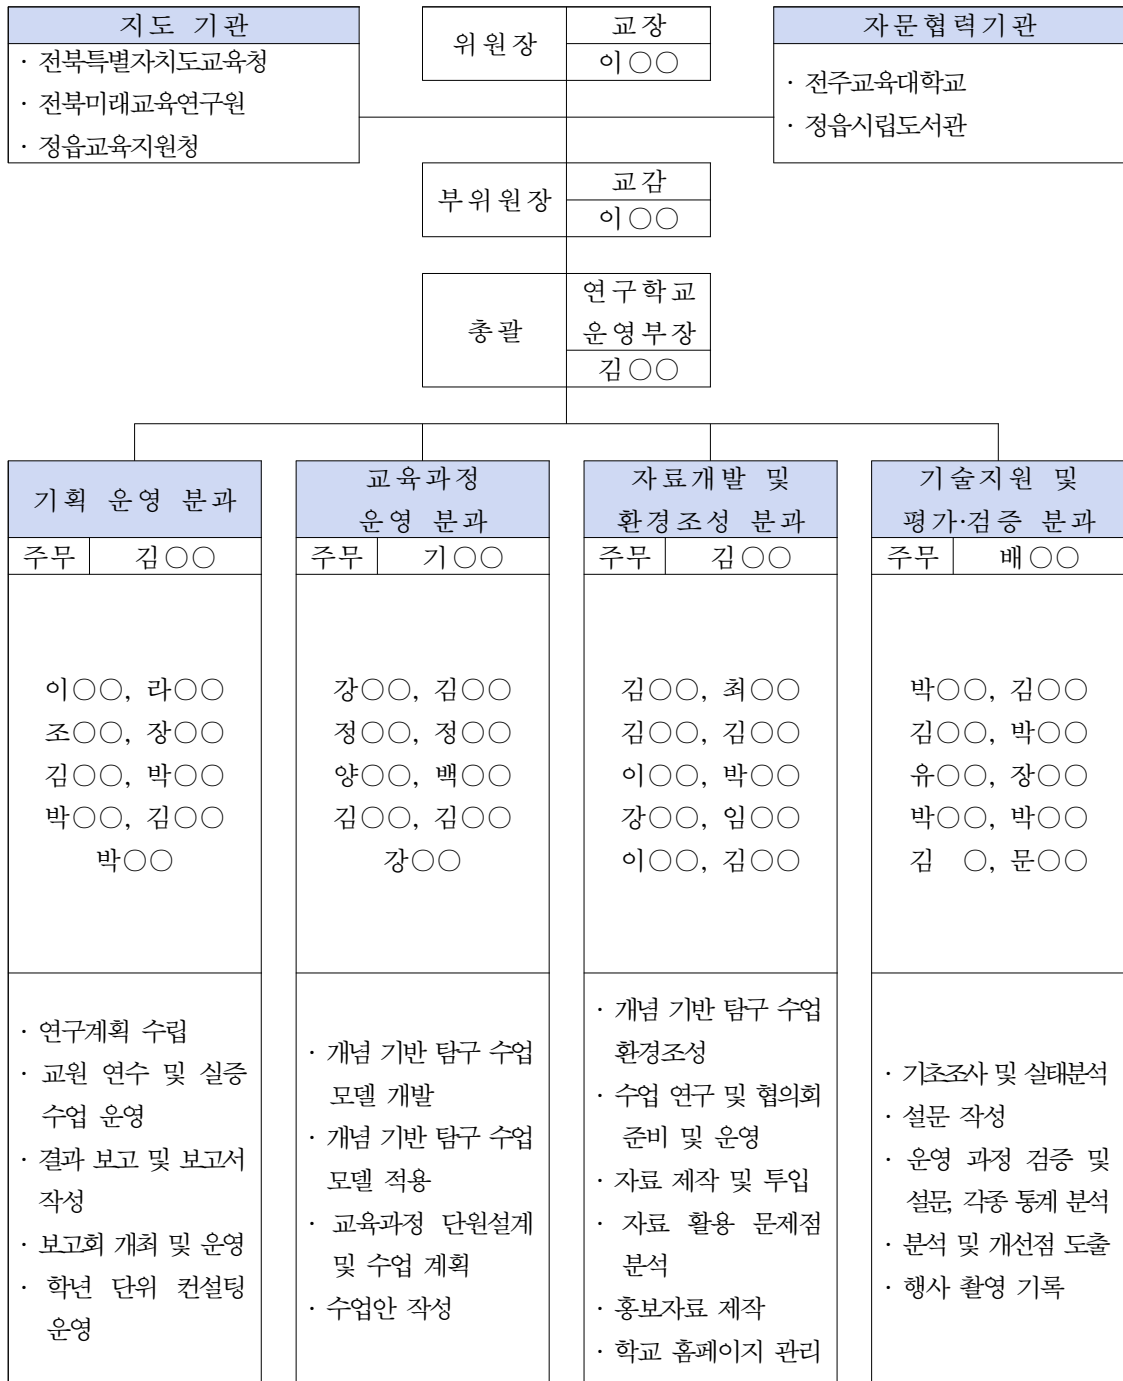 지도 기관
· 전북특별자치도교육청
· 전북미래교육연구원
· 정읍교육지원청
위원장
교장
이○○
자문협력기관
· 전주교육대학교
· 정읍시립도서관
부위원장
교감
이○○
총괄
연구학교
운영부장
김○○
기획 운영 분과
주무 김○○
이○○, 라○○
조○○, 장○○
김○○, 박○○
박○○, 김○○
박○○
· 연구계획 수립
· 교원 연수 및 실증
수업 운영
· 결과 보고 및 보고서
작성
· 보고회 개최 및 운영
· 학년 단위 컨설팅
운영
교육과정
운영 분과
주무 기○○
강○○, 김○○
정○○, 정○○
양○○, 백○○
김○○, 김○○
강○○
· 개념 기반 탐구 수업
모델 개발
· 개념 기반 탐구 수업
모델 적용
· 교육과정 단원설계
및 수업 계획
· 수업안 작성
자료개발 및
환경조성 분과
주무 김○○
김○○, 최○○
김○○, 김○○
이○○, 박○○
강○○, 임○○
이○○, 김○○
· 개념 기반 탐구 수업
환경조성
· 수업 연구 및 협의회
준비 및 운영
· 자료 제작 및 투입
· 자료 활용 문제점
분석
· 홍보자료 제작
· 학교 홈페이지 관리
기술지원 및
평가·검증 분과
주무 배○○
박○○, 김○○
김○○, 박○○
유○○, 장○○
박○○, 박○○
김 ○, 문○○
· 기초조사 및 실태분석
· 설문 작성
· 운영 과정 검증 및
설문, 각종 통계 분석
· 분석 및 개선점 도출
· 행사 촬영 기록